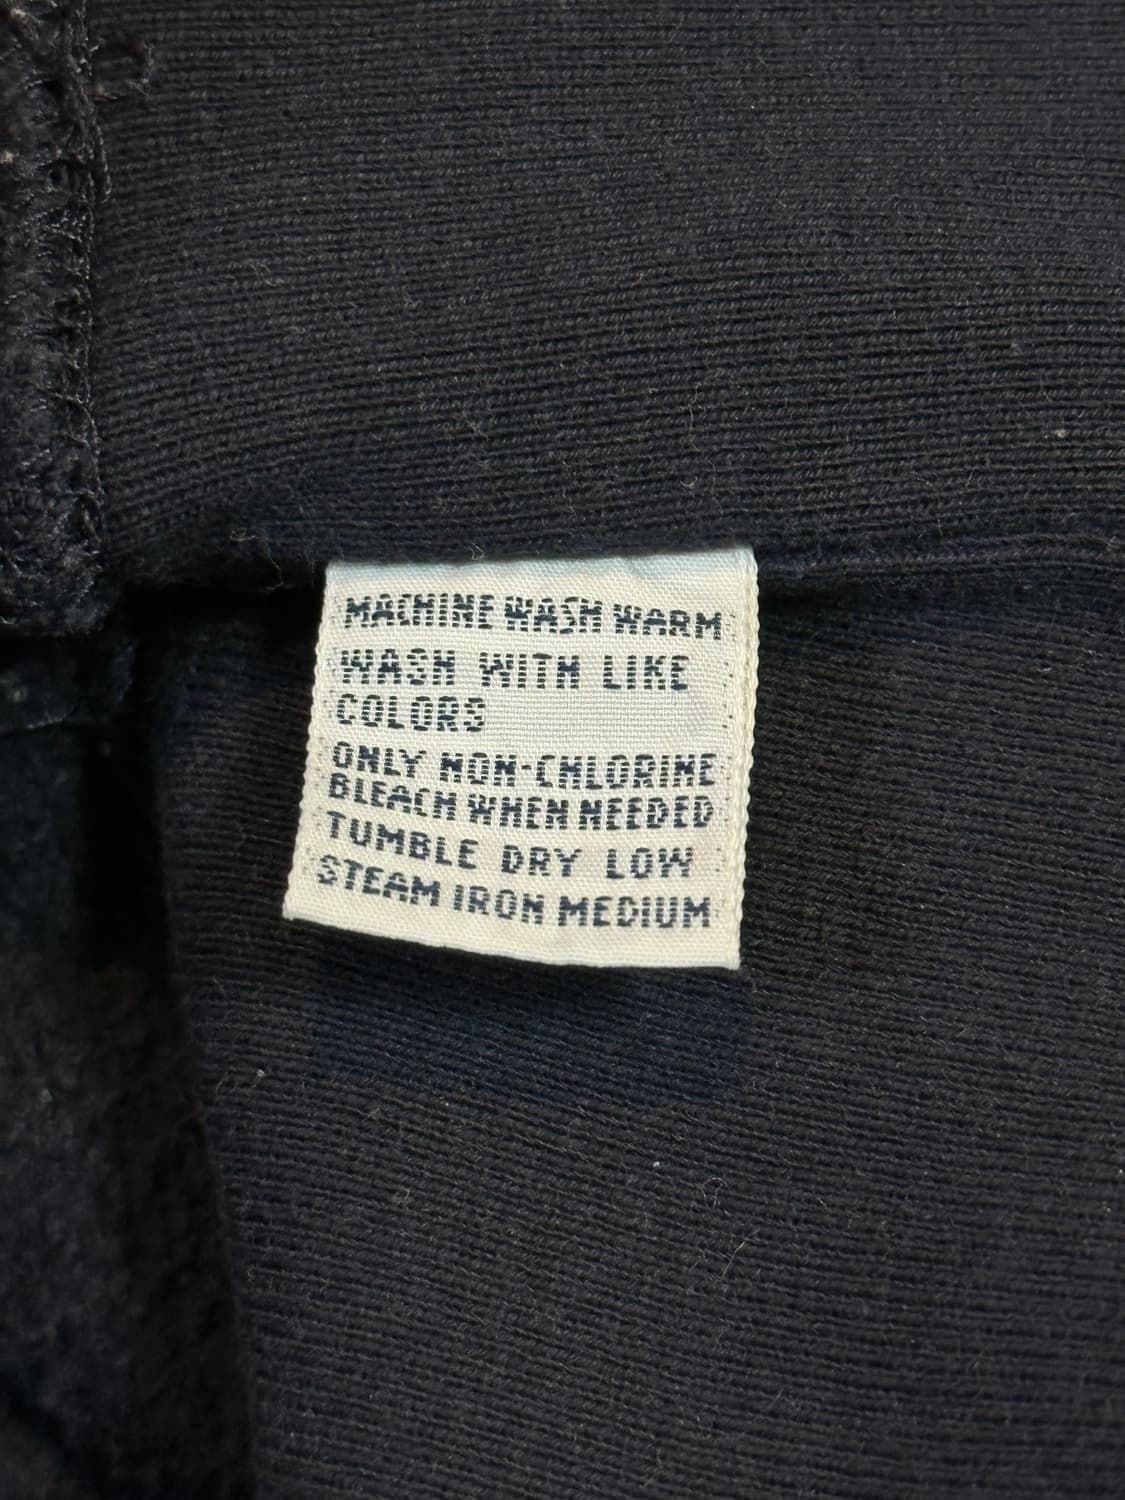 MACHINE WASH WARM
WASH WITH LIKE
COLORS
ONLY NON-CHLORINE
BLEACH WHEN NEEDED
TUMBLE DRY LOW
STEAM IRON MEDIUM